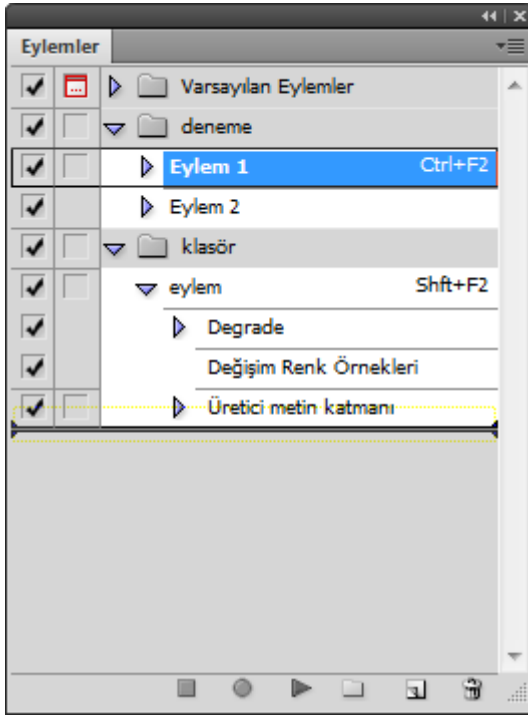 Eylemler
Varsayılan Eylemler
deneme
Eylem 1 Ctrl+F2
Eylem 2
klasör
eylem Shft+F2
Degrade
Değişim Renk Örnekleri
Üretici metin katmanı